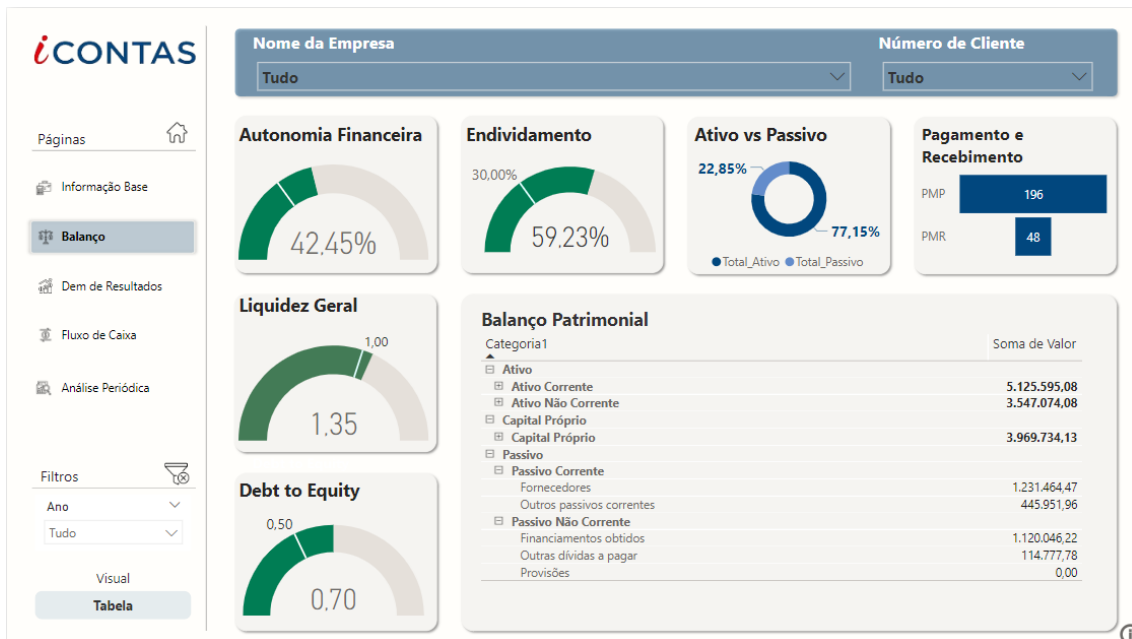 iCONTAS
Nome da Empresa
Número de Cliente
Tudo
Tudo
Páginas
Informação Base
Balanço
Dem de Resultados
Fluxo de Caixa
Análise Periódica
Filtros
Ano
Tudo
Visual
Tabela
Autonomia Financeira
42,45%
Endividamento
30,00%
59,23%
Ativo vs Passivo
22,85%
77,15%
Total_Ativo Total_Passivo
Pagamento e
Recebimento
PMP 196
PMR 48
Liquidez Geral
1,00
1,35
Debt to Equity
0,50
0,70
Balanço Patrimonial
Categoria1 Soma de Valor
Ativo
Ativo Corrente 5.125.595,08
Ativo Não Corrente 3.547.074,08
Capital Próprio
Capital Próprio 3.969.734,13
Passivo
Passivo Corrente
Fornecedores 1.231.464,47
Outros passivos correntes 445.951,96
Passivo Não Corrente
Financiamentos obtidos 1.120.046,22
Outras dívidas a pagar 114.777,78
Provisões 0,00